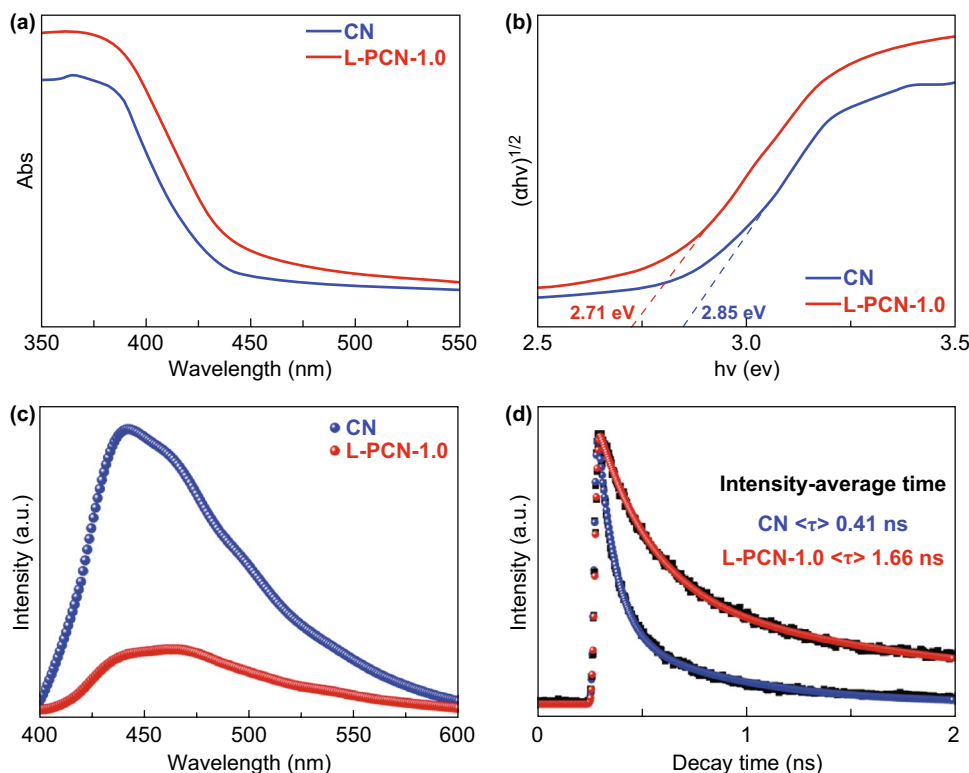 (a)
CN
L-PCN-1.0
Abs
350 400 450 500 550
Wavelength (nm)
(b)
(αhv)1/2
CN
L-PCN-1.0
2.71 eV 2.85 eV
2.5 3.0 3.5
hv (ev)
(c)
CN
L-PCN-1.0
Intensity (a.u.)
400 450 500 550 600
Wavelength (nm)
(d)
Intensity-average time
CN <τ> 0.41 ns
L-PCN-1.0 <τ> 1.66 ns
Intensity (a.u.)
0 1 2
Decay time (ns)